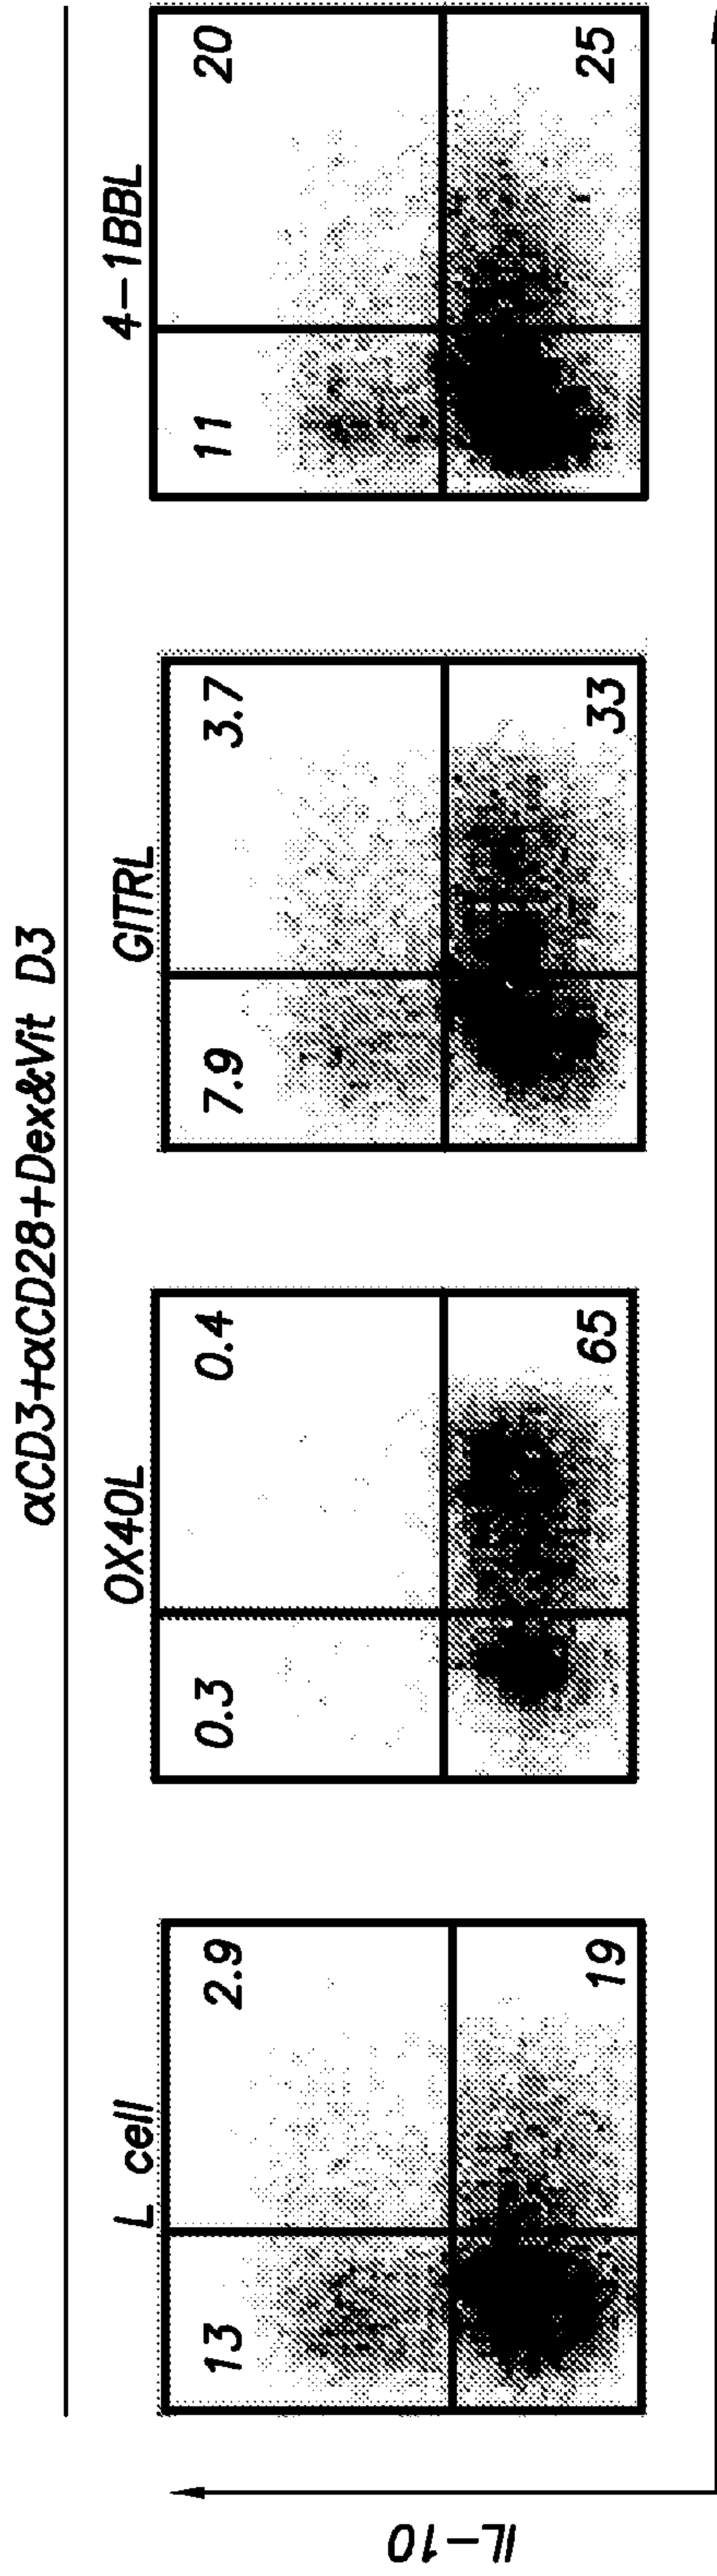 αCD3+αCD28+Dex&Vit D3
L cell
OX40L
GITRL
4-1BBL
13
2.9
19
0.3
0.4
65
7.9
3.7
33
11
20
25
IL-10